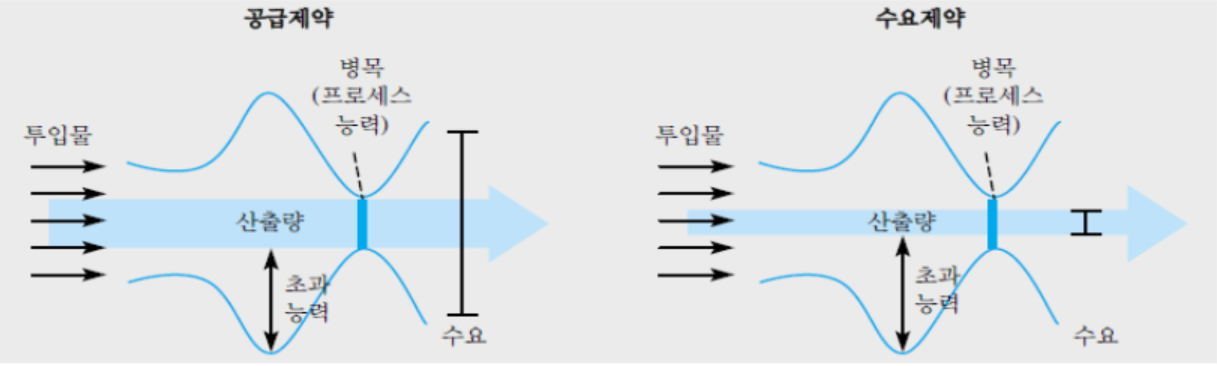 공급제약
병목
(프로세스
능력)
투입물
산출량
초과
능력
수요
수요제약
병목
(프로세스
능력)
투입물
산출량
초과
능력
수요